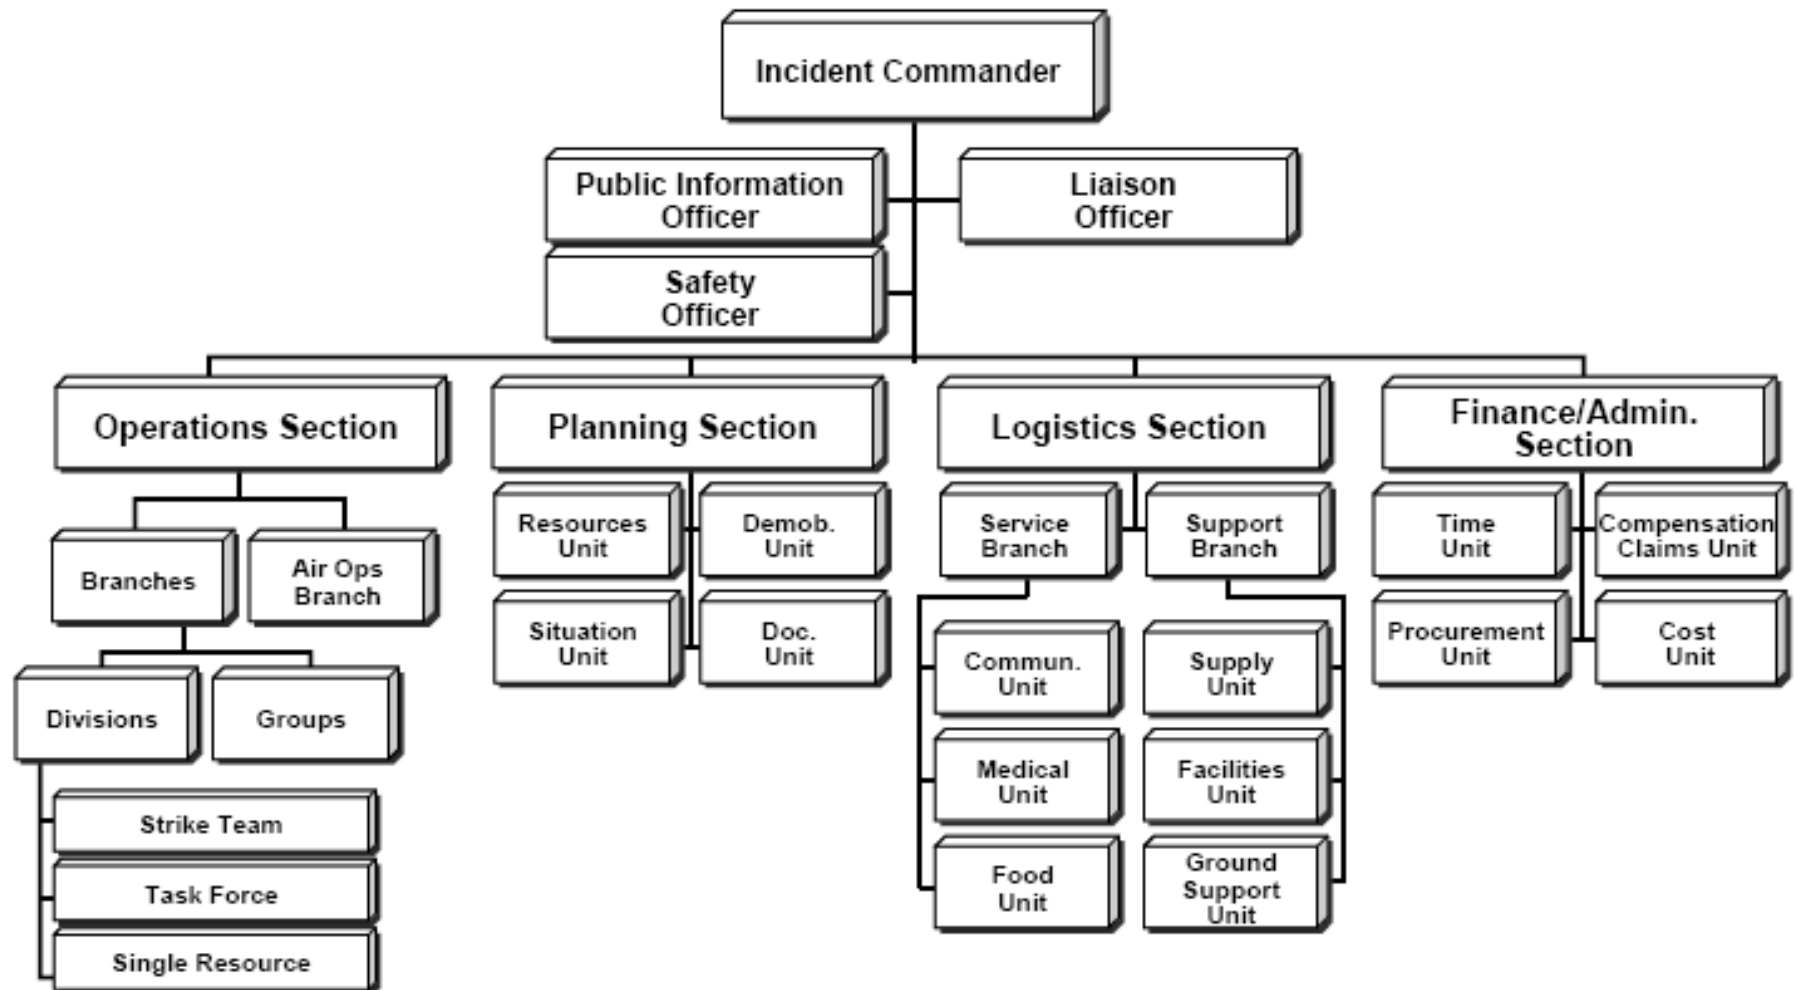 Incident Commander
Public Information
Officer
Liaison
Officer
Safety
Officer
Operations Section
Planning Section
Logistics Section
Finance/Admin.
Section
Branches
Air Ops
Branch
Divisions
Groups
Strike Team
Task Force
Single Resource
Resources
Unit
Demob.
Unit
Situation
Unit
Doc.
Unit
Service
Branch
Support
Branch
Commun.
Unit
Supply
Unit
Medical
Unit
Facilities
Unit
Food
Unit
Ground
Support
Unit
Time
Unit
Compensation
Claims Unit
Procurement
Unit
Cost
Unit